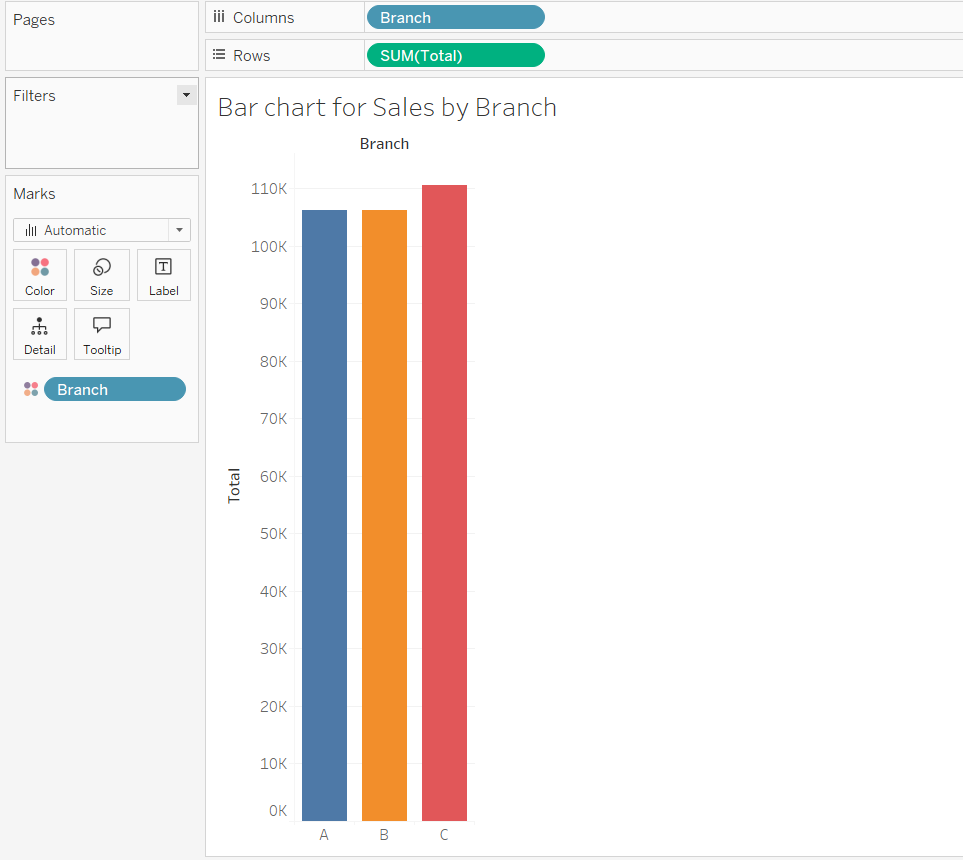 Pages
Columns
Branch
Rows
SUM(Total)
Filters
Marks
Automatic
Color
Size
Label
Detail
Tooltip
Branch
Bar chart for Sales by Branch
Branch
110K
100K
90K
80K
70K
60K
50K
40K
30K
20K
10K
0K
Total
A B C